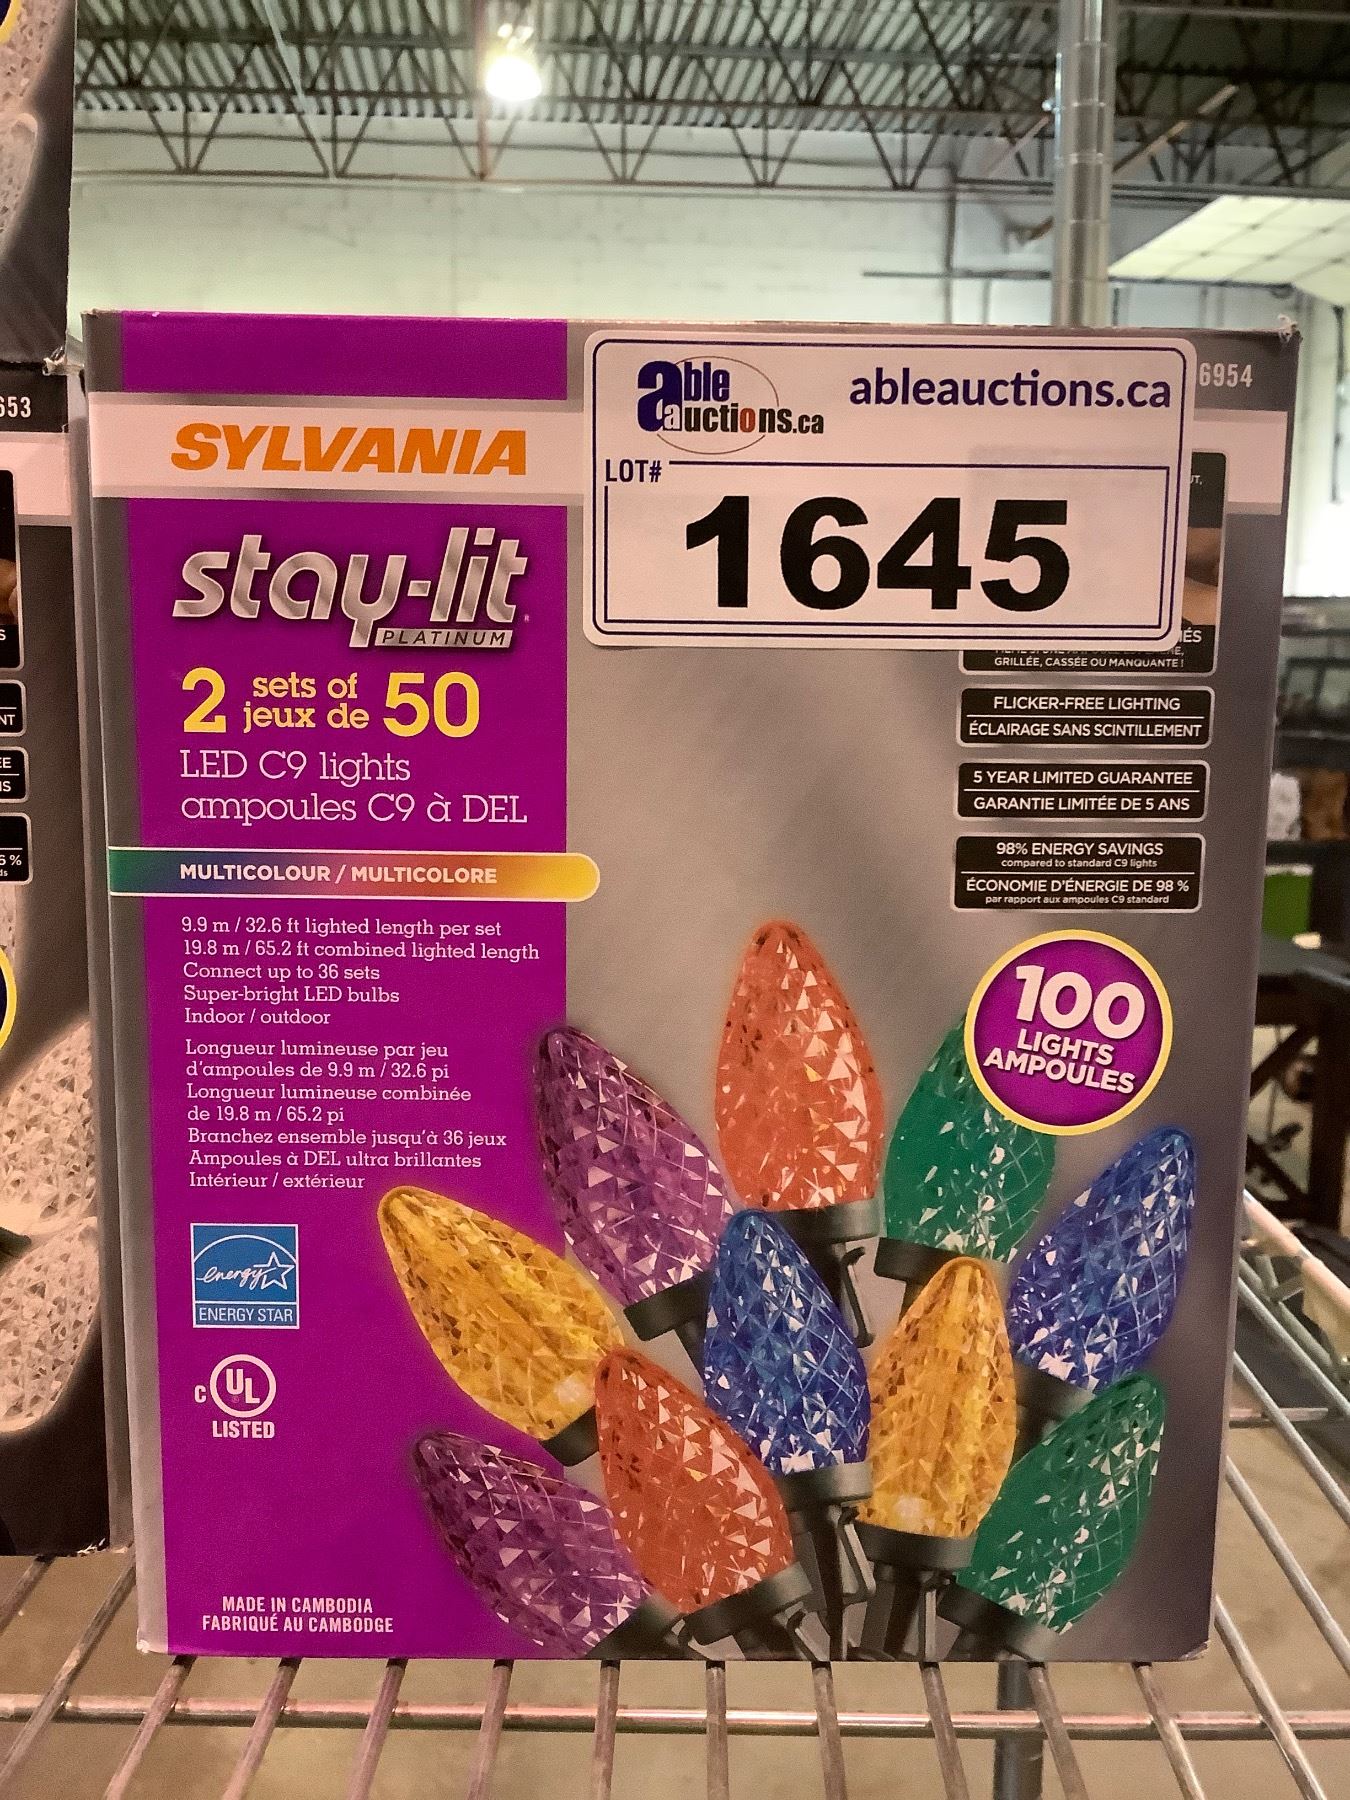 able
auctions.ca
ableauctions.ca
6954
LOT#
1645
SYLVANIA
stay-lit
PLATINUM
2 sets of 50
jeux de
LED C9 lights
ampoules C9 à DEL
MULTICOLOUR / MULTICOLORE
9.9 m / 32.6 ft lighted length per set
19.8 m / 65.2 ft combined lighted length
Connect up to 36 sets
Super-bright LED bulbs
Indoor / outdoor
Longueur lumineuse par jeu
d'ampoules de 9.9 m / 32.6 pi
Longueur lumineuse combinée
de 19.8 m / 65.2 pi
Branchez ensemble jusqu'à 36 jeux
Ampoules à DEL ultra brillantes
Intérieur / extérieur
energy
ENERGY STAR
C UL
LISTED
MADE IN CAMBODIA
FABRIQUÉ AU CAMBODGE
GRILLÉE, CASSÉE OU MANQUANTE !
FLICKER-FREE LIGHTING
ÉCLAIRAGE SANS SCINTILLEMENT
5 YEAR LIMITED GUARANTEE
GARANTIE LIMITÉE DE 5 ANS
98% ENERGY SAVINGS
compared to standard C9 lights
ÉCONOMIE D'ÉNERGIE DE 98 %
par rapport aux ampoules C9 standard
100
LIGHTS
AMPOULES
653